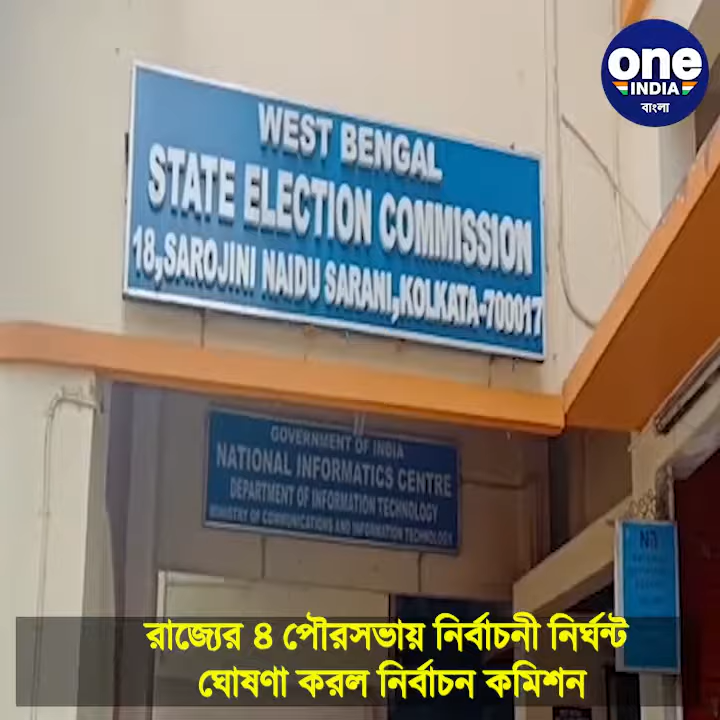 one
INDIA
বাংলা
WEST BENGAL
STATE ELECTION COMMISSION
18,SAROJINI NAIDU SARANI,KOLKATA-700017
GOVERNMENT OF INDIA
NATIONAL INFORMATICS CENTRE
DEPARTMENT OF INFORMATION TECHNOLOGY
MINISTRY OF COMMUNICATIONS AND INFORMATION TECHNOLOGY
রাজ্যের ৪ পৌরসভায় নির্বাচনী নির্ঘন্ট
ঘোষণা করল নির্বাচন কমিশন